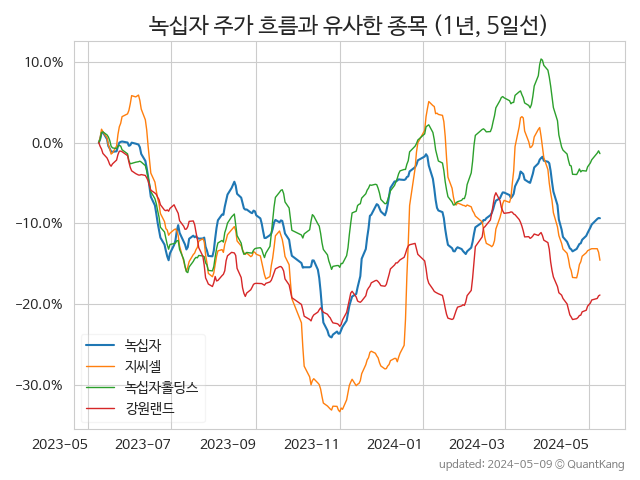 녹십자 주가 흐름과 유사한 종목 (1년, 5일선)
10.0%
0.0%
−10.0%
−20.0%
−30.0%
녹십자
지씨셀
녹십자홀딩스
강원랜드
2023-05 2023-07 2023-09 2023-11 2024-01 2024-03 2024-05
updated: 2024-05-09 © QuantKang